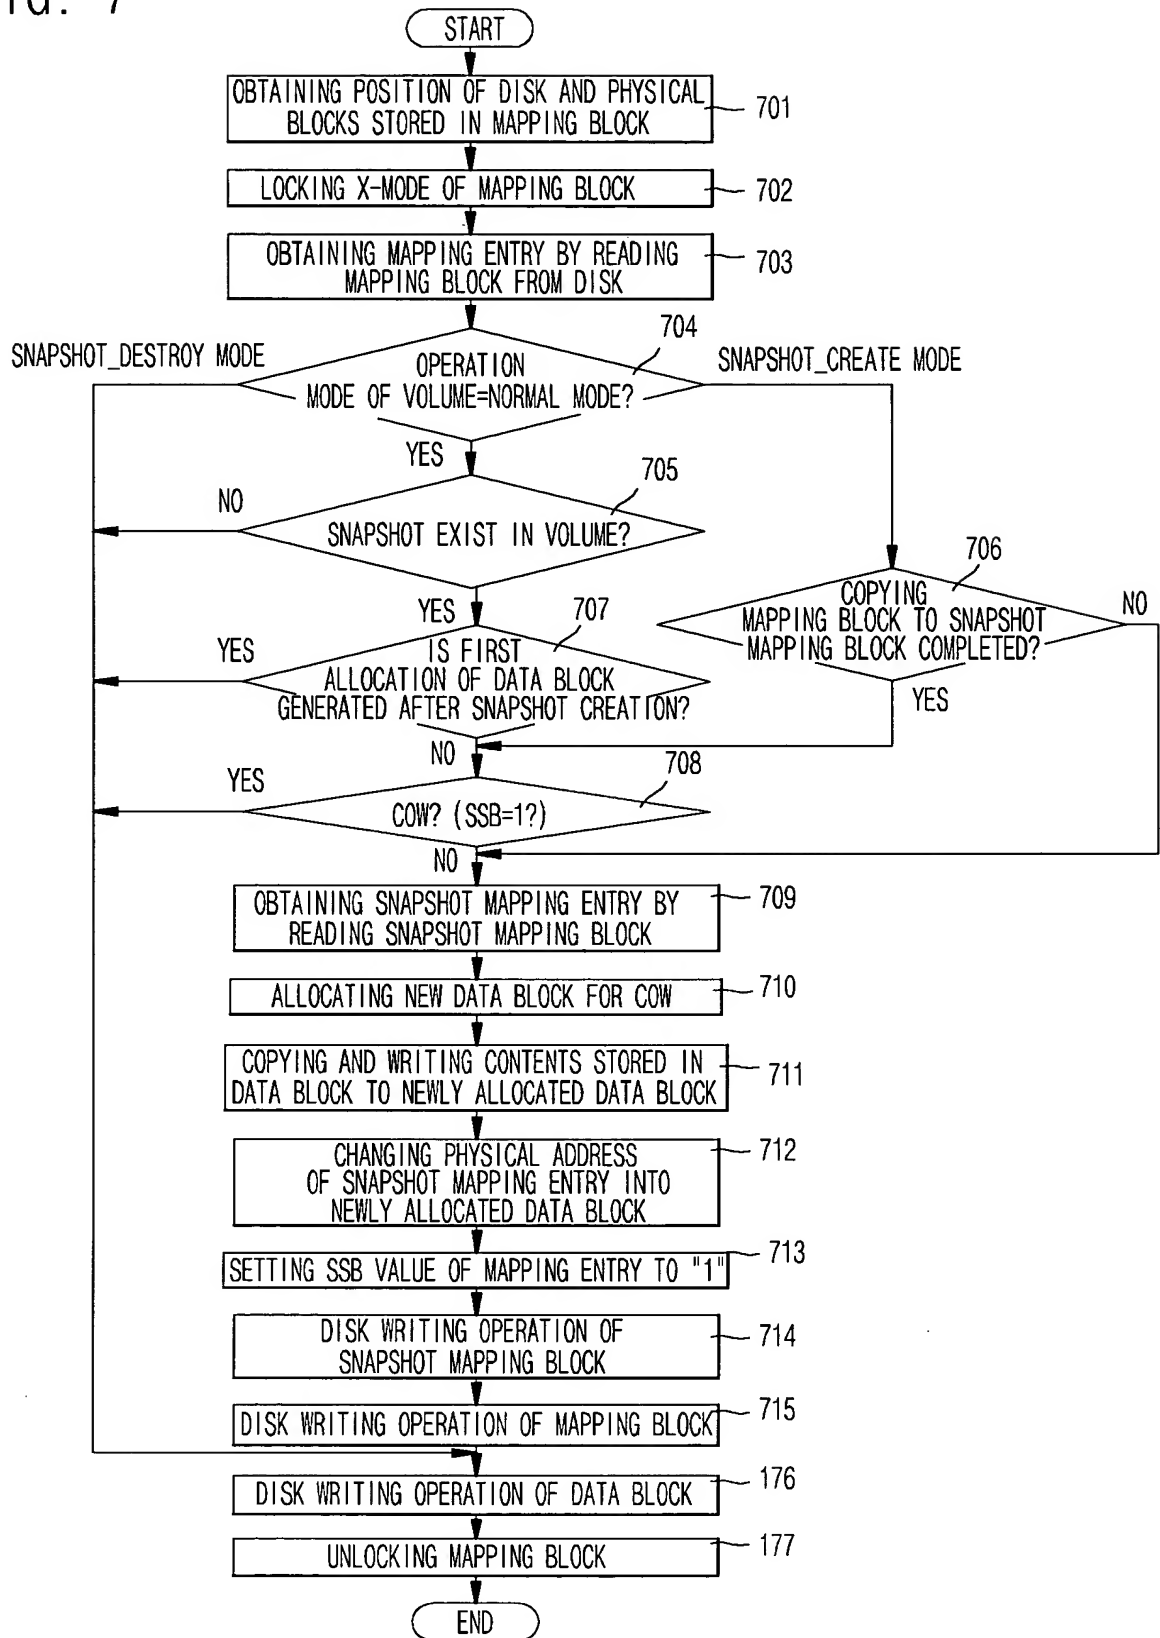 FIG. 7
START
OBTAINING POSITION OF DISK AND PHYSICAL
BLOCKS STORED IN MAPPING BLOCK
701
LOCKING X-MODE OF MAPPING BLOCK
702
OBTAINING MAPPING ENTRY BY READING
MAPPING BLOCK FROM DISK
703
704
SNAPSHOT_DESTROY MODE
SNAPSHOT_CREATE MODE
OPERATION
MODE OF VOLUME=NORMAL MODE?
YES
705
NO
SNAPSHOT EXIST IN VOLUME?
706
COPYING
MAPPING BLOCK TO SNAPSHOT
MAPPING BLOCK COMPLETED?
NO
YES
YES
707
YES
IS FIRST
ALLOCATION OF DATA BLOCK
GENERATED AFTER SNAPSHOT CREATION?
NO
708
YES
COW? (SSB=1?)
NO
OBTAINING SNAPSHOT MAPPING ENTRY BY
READING SNAPSHOT MAPPING BLOCK
709
ALLOCATING NEW DATA BLOCK FOR COW
710
COPYING AND WRITING CONTENTS STORED IN
DATA BLOCK TO NEWLY ALLOCATED DATA BLOCK
711
CHANGING PHYSICAL ADDRESS
OF SNAPSHOT MAPPING ENTRY INTO
NEWLY ALLOCATED DATA BLOCK
712
SETTING SSB VALUE OF MAPPING ENTRY TO "1"
713
DISK WRITING OPERATION OF
SNAPSHOT MAPPING BLOCK
714
DISK WRITING OPERATION OF MAPPING BLOCK
715
DISK WRITING OPERATION OF DATA BLOCK
176
UNLOCKING MAPPING BLOCK
177
END